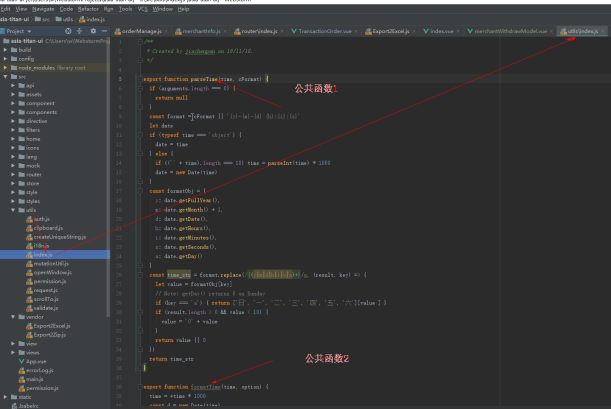 Edit View Navigate Code Refactor Run Tools VCS Window Help
asia-titan-ui src utils index.js
Project
orderManage.js merchantInfo.js router\index.js TransactionOrder.vue Export2Excel.js Index.vue merchantWithdrawModel.vue utils\index.js
asia-titan-ui
build
config
node_modules library root
src
api
assets
component
components
directive
filters
home
icons
lang
mock
router
store
style
styles
utils
auth.js
clipboard.js
createUniqueString.js
i18n.js
index.js
mutationUtil.js
openWindow.js
permission.js
request.js
scrollTo.js
validate.js
vendor
Export2Excel.js
Export2Zip.js
view
views
App.vue
errorLog.js
main.js
permission.js
static
.babelrc
/**
* Created by on 16/11/18.
*/
export function parseTime(time, cFormat) {
if (arguments.length === 0) {
return null
}
const format = cFormat || '{y}-{m}-{d} {h}:{i}:{s}'
let date
if (typeof time === 'object') {
date = time
} else {
if (('' + time).length === 10) time = parseInt(time) * 1000
date = new Date(time)
}
const formatObj = {
y: date.getFullYear(),
m: date.getMonth() + 1,
d: date.getDate(),
h: date.getHours(),
i: date.getMinutes(),
s: date.getSeconds(),
a: date.getDay()
}
const time_str = format.replace(/{(y|m|d|h|i|s|a)+}/g, (result, key) => {
let value = formatObj[key]
// Note: getDay() returns 0 on Sunday
if (key === 'a') { return ['日', '一', '二', '三', '四', '五', '六'][value ] }
if (result.length > 0 && value < 10) {
value = '0' + value
}
return value || 0
})
return time_str
}
export function formatTime(time, option) {
time = +time * 1000
const d = new Date(time)
公共函数1
公共函数2